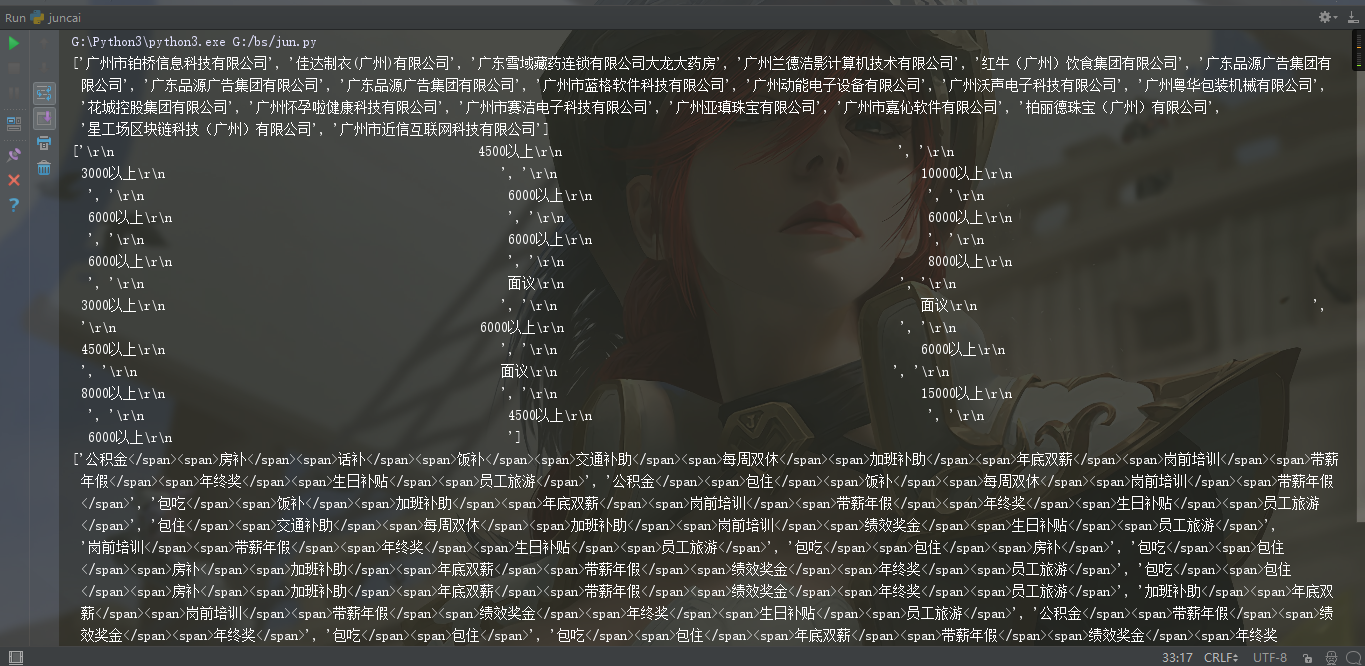 Run juncai
G:\Python3\python3.exe G:/bs/jun.py
['广州市铂桥信息科技有限公司', '佳达制衣(广州)有限公司', '广东雪域藏药连锁有限公司大龙大药房', '广州兰德浩影计算机技术有限公司', '红牛（广州）饮食集团有限公司', '广东品源广告集团有
限公司', '广东品源广告集团有限公司', '广东品源广告集团有限公司', '广州市蓝格软件科技有限公司', '广州动能电子设备有限公司', '广州沃声电子科技有限公司', '广州粤华包装机械有限公司',
'花城控股集团有限公司', '广州怀孕啦健康科技有限公司', '广州市赛洁电子科技有限公司', '广州亚瑱珠宝有限公司', '广州市嘉伈软件有限公司', '柏丽德珠宝（广州）有限公司',
'星工场区块链科技（广州）有限公司', '广州市近信互联网科技有限公司']
['\r\n 4500以上\r\n ', '\r\n
3000以上\r\n ', '\r\n 10000以上\r\n
', '\r\n 6000以上\r\n ', '\r\n
6000以上\r\n ', '\r\n 6000以上\r\n
', '\r\n 6000以上\r\n ', '\r\n
6000以上\r\n ', '\r\n 8000以上\r\n
', '\r\n 面议\r\n ', '\r\n
3000以上\r\n ', '\r\n 面议\r\n ',
'\r\n 6000以上\r\n ', '\r\n
4500以上\r\n ', '\r\n 6000以上\r\n
', '\r\n 面议\r\n ', '\r\n
8000以上\r\n ', '\r\n 15000以上\r\n
', '\r\n 4500以上\r\n ', '\r\n
6000以上\r\n ']
['公积金</span><span>房补</span><span>话补</span><span>饭补</span><span>交通补助</span><span>每周双休</span><span>加班补助</span><span>年底双薪</span><span>岗前培训</span><span>带薪
年假</span><span>年终奖</span><span>生日补贴</span><span>员工旅游</span>', '公积金</span><span>包住</span><span>饭补</span><span>每周双休</span><span>岗前培训</span><span>带薪年假
</span>', '包吃</span><span>饭补</span><span>加班补助</span><span>年底双薪</span><span>岗前培训</span><span>带薪年假</span><span>年终奖</span><span>生日补贴</span><span>员工旅游
</span>', '包住</span><span>交通补助</span><span>每周双休</span><span>加班补助</span><span>岗前培训</span><span>绩效奖金</span><span>生日补贴</span><span>员工旅游</span>',
'岗前培训</span><span>带薪年假</span><span>年终奖</span><span>生日补贴</span><span>员工旅游</span>', '包吃</span><span>包住</span><span>房补</span>', '包吃</span><span>包住
</span><span>房补</span><span>加班补助</span><span>年底双薪</span><span>带薪年假</span><span>绩效奖金</span><span>年终奖</span><span>员工旅游</span>', '包吃</span><span>包住
</span><span>房补</span><span>加班补助</span><span>年底双薪</span><span>带薪年假</span><span>绩效奖金</span><span>年终奖</span><span>员工旅游</span>', '加班补助</span><span>年底双
薪</span><span>岗前培训</span><span>带薪年假</span><span>绩效奖金</span><span>年终奖</span><span>生日补贴</span><span>员工旅游</span>', '公积金</span><span>带薪年假</span><span>绩
效奖金</span><span>年终奖</span>', '包吃</span><span>包住</span>', '包吃</span><span>包住</span><span>年底双薪</span><span>带薪年假</span><span>绩效奖金</span><span>年终奖
33:17 CRLF UTF-8